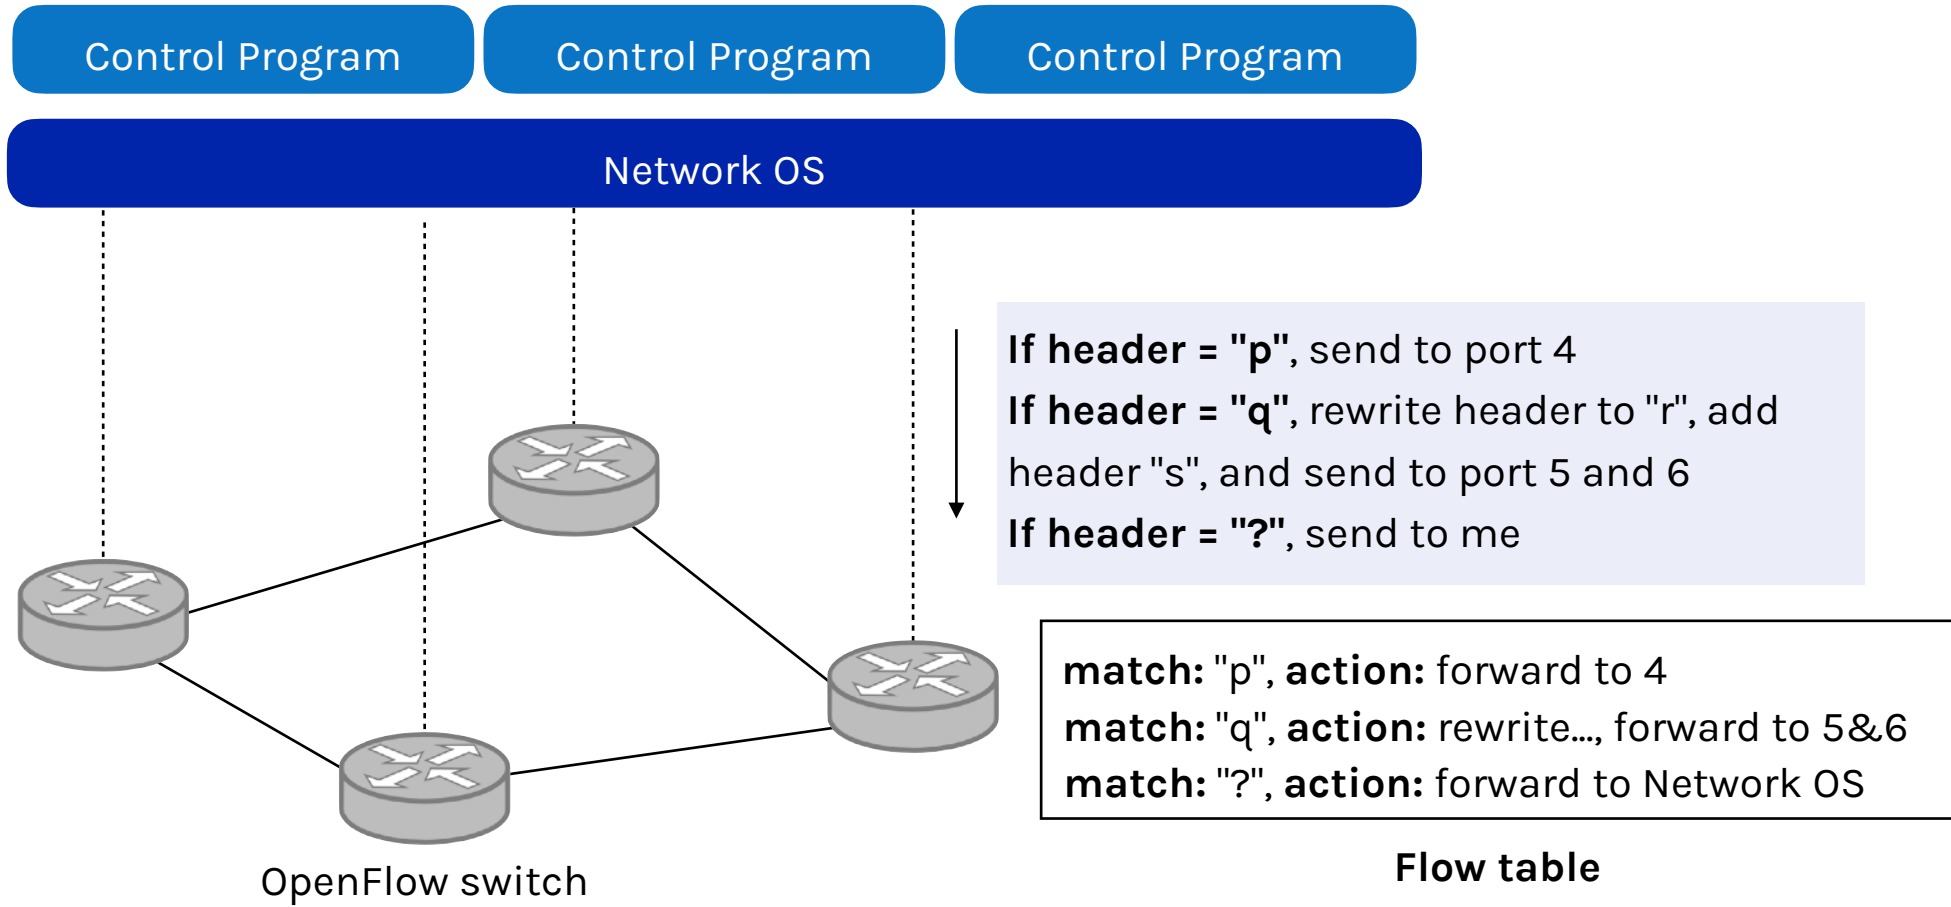 Control Program
Control Program
Control Program
Network OS
If header = "p", send to port 4
If header = "q", rewrite header to "r", add
header "s", and send to port 5 and 6
If header = "?", send to me
match: "p", action: forward to 4
match: "q", action: rewrite..., forward to 5&6
match: "?", action: forward to Network OS
Flow table
OpenFlow switch